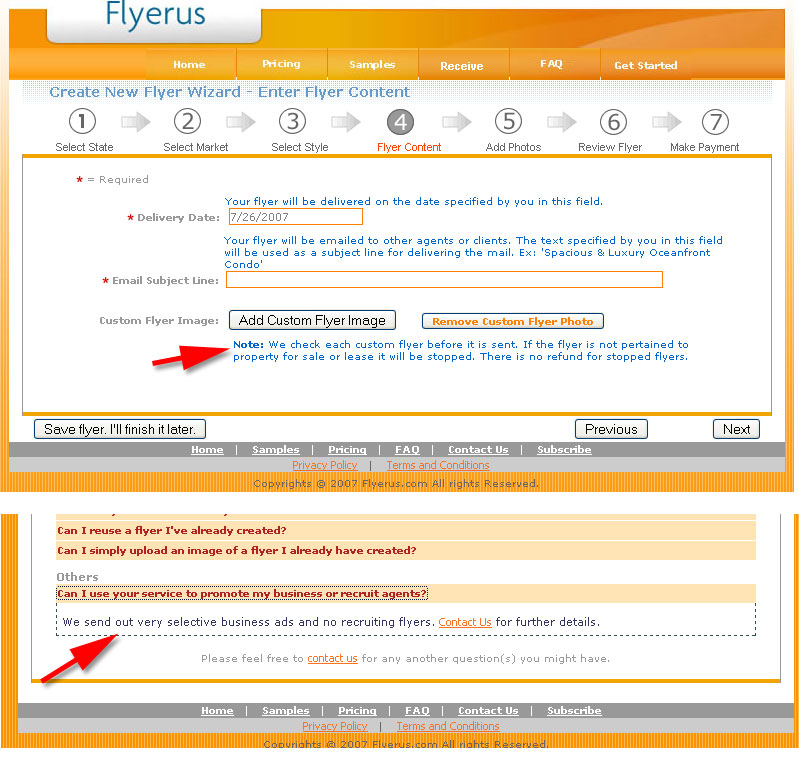 Flyerus
Home Pricing Samples Receive FAQ Get Started
Create New Flyer Wizard - Enter Flyer Content
1 2 3 4 5 6 7
Select State Select Market Select Style Flyer Content Add Photos Review Flyer Make Payment
* = Required
Your flyer will be delivered on the date specified by you in this field.
* Delivery Date: 7/26/2007
Your flyer will be emailed to other agents or clients. The text specified by you in this field
will be used as a subject line for delivering the mail. Ex: 'Spacious & Luxury Oceanfront
Condo'
* Email Subject Line:
Custom Flyer Image: Add Custom Flyer Image Remove Custom Flyer Photo
Note: We check each custom flyer before it is sent. If the flyer is not pertained to
property for sale or lease it will be stopped. There is no refund for stopped flyers.
Save flyer. I'll finish it later. Previous Next
Home | Samples | Pricing | FAQ | Contact Us | Subscribe
Privacy Policy | Terms and Conditions
Copyrights © 2007 Flyerus.com All rights Reserved.
Can I reuse a flyer I've already created?
Can I simply upload an image of a flyer I already have created?
Others
Can I use your service to promote my business or recruit agents?
We send out very selective business ads and no recruiting flyers. Contact Us for further details.
Please feel free to contact us for any another question(s) you might have.
Home | Samples | Pricing | FAQ | Contact Us | Subscribe
Privacy Policy | Terms and Conditions
Copyrights © 2007 Flyerus.com All rights Reserved.